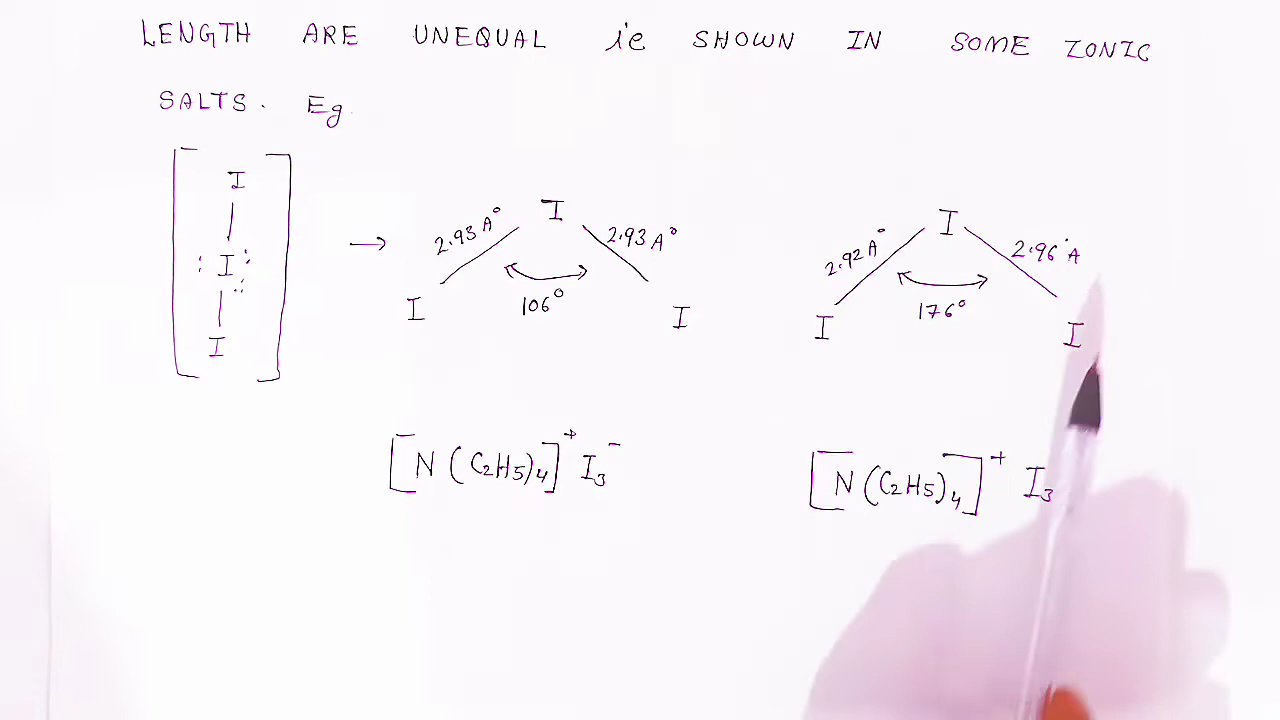 LENGTH ARE UNEQUAL ie SHOWN IN SOME IONIC
SALTS. Eg.
I
:I:
..
I
→
I
2.93 A° 2.93 A°
106°
I I
I
2.92 A° 2.96 °A
176°
I I
[N(C2H5)4]+ I3-
[N(C2H5)4]+ I3